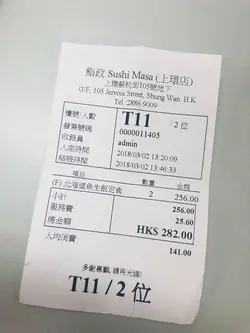 鮨政 Sushi Masa (上環店)
上環蘇杭街105號地下
G/F, 105 Jervois Street, Shung Wan H.K
Tel :2886 9009
檯號/人數 T11 / 2 位
發票號碼 0000011405
收銀員 admin
入座時間 2018/03/02 13:20:09
結賬時間 2018/03/02 13:46:33
項目 數量 金額
(F) 北海道魚生飯定食 2 256.00
小計 256.00
服務費 25.60
總金額 HK$ 282.00
人均消費 141.00
多謝惠顧, 請再光臨!
T11 / 2 位